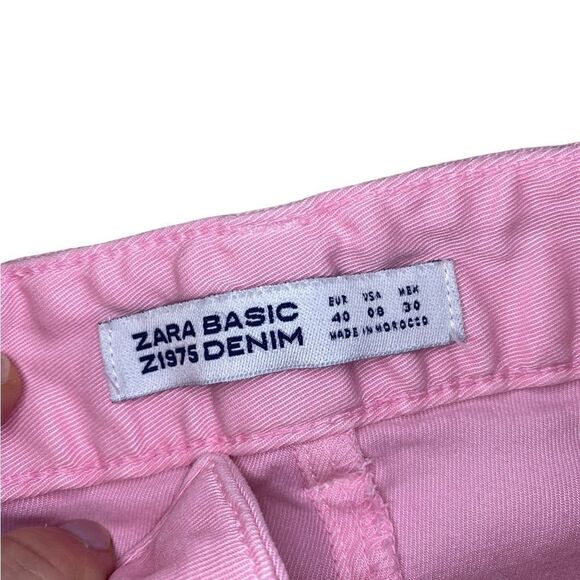 ZARA BASIC
Z1975 DENIM
EUR USA MEX
40 08 30
MADE IN MOROCCO